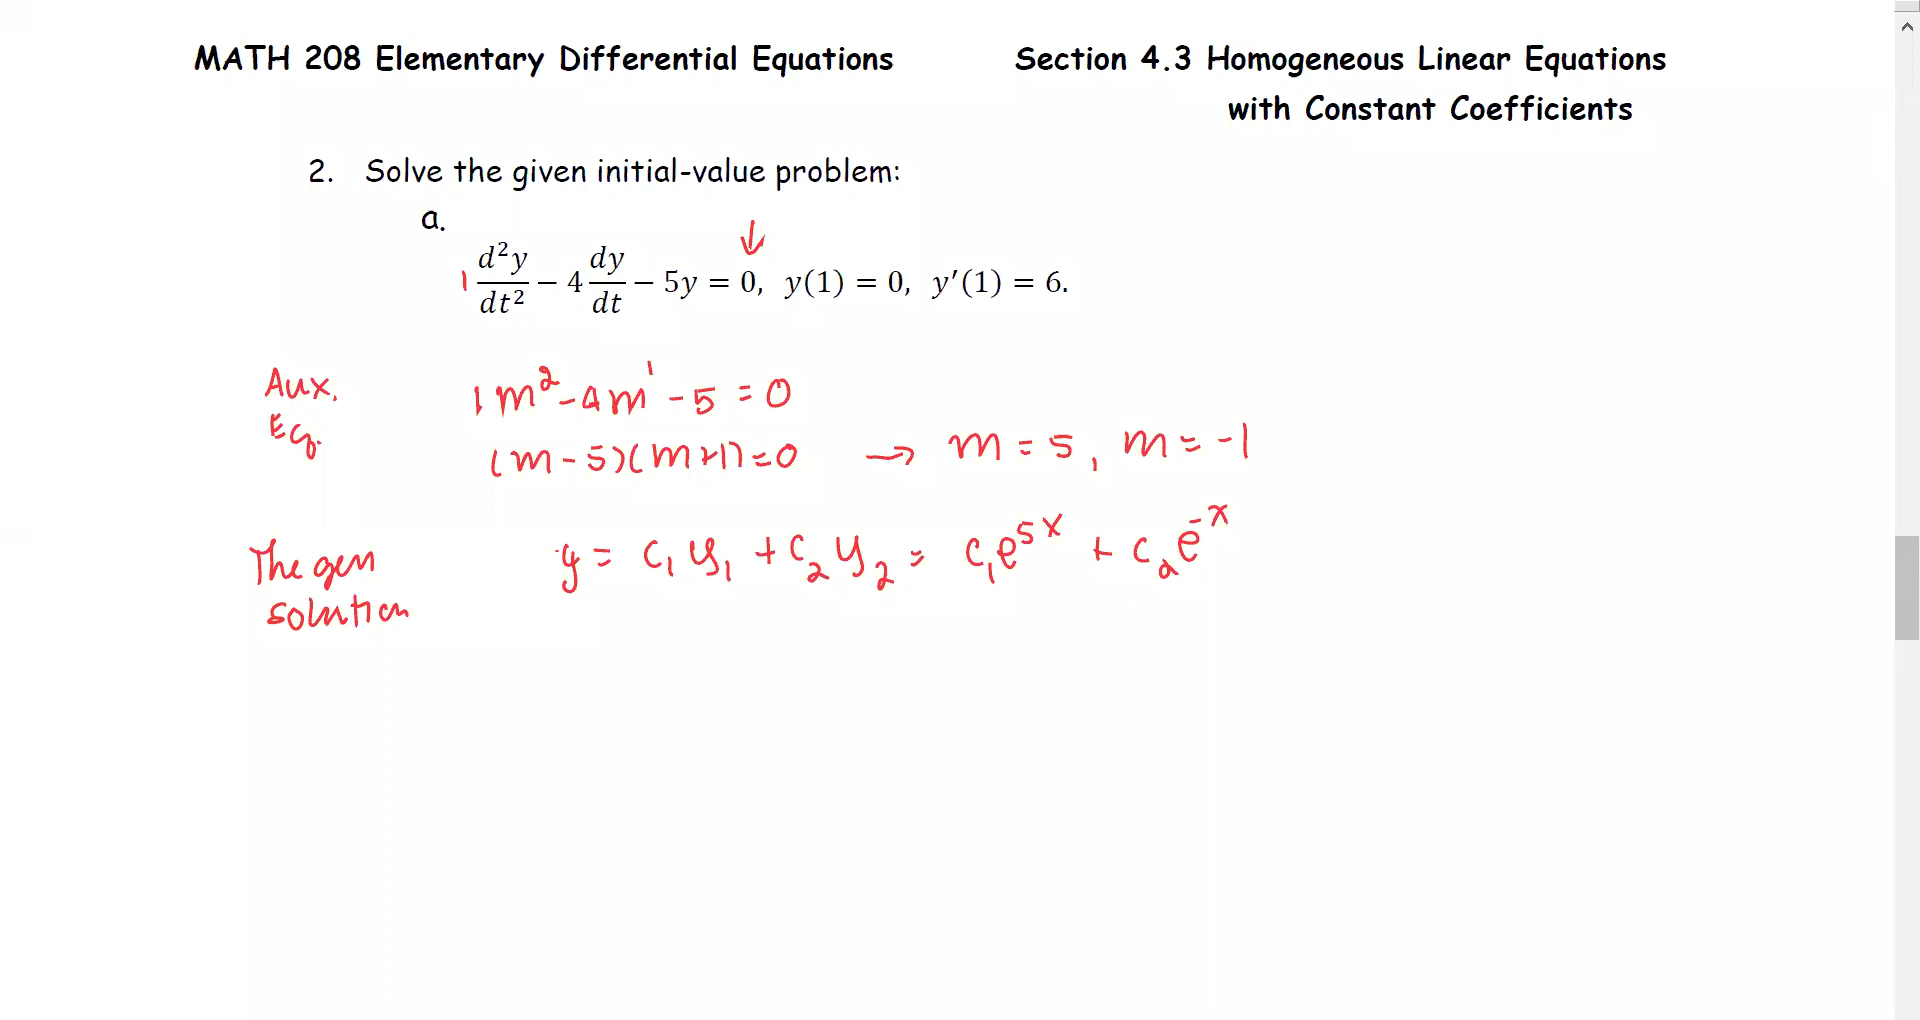 MATH 208 Elementary Differential Equations Section 4.3 Homogeneous Linear Equations
with Constant Coefficients
2. Solve the given initial-value problem:
a.
↓
1 d²y/dt² − 4 dy/dt − 5y = 0, y(1) = 0, y′(1) = 6.
Aux. 1m² - 4m¹ - 5 = 0
Eq. (m - 5)(m + 1) = 0 → m = 5, m = -1
The gen y = c₁y₁ + c₂y₂ = c₁e^5x + c₂e^-x
solution